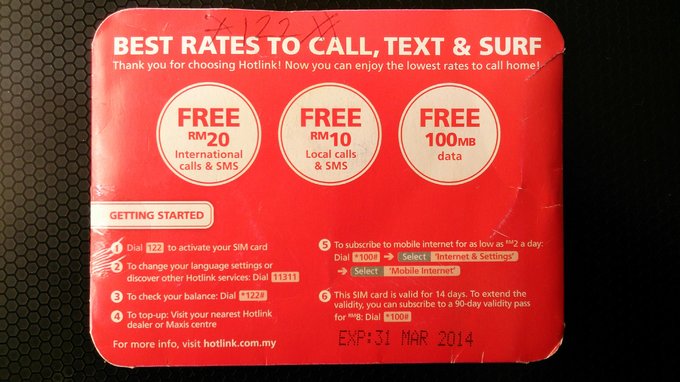 *122#
BEST RATES TO CALL, TEXT & SURF
Thank you for choosing Hotlink! Now you can enjoy the lowest rates to call home!
FREE
RM20
International
calls & SMS
FREE
RM10
Local calls
& SMS
FREE
100MB
data
GETTING STARTED
1 Dial 122 to activate your SIM card
2 To change your language settings or
discover other Hotlink services: Dial 11311
3 To check your balance: Dial *122#
4 To top-up: Visit your nearest Hotlink
dealer or Maxis centre
For more info, visit hotlink.com.my
5 To subscribe to mobile internet for as low as RM2 a day:
Dial *100# → Select 'Internet & Settings'
→ Select 'Mobile Internet'
6 This SIM card is valid for 14 days. To extend the
validity, you can subscribe to a 90-day validity pass
for RM8: Dial *100#
EXP:31 MAR 2014